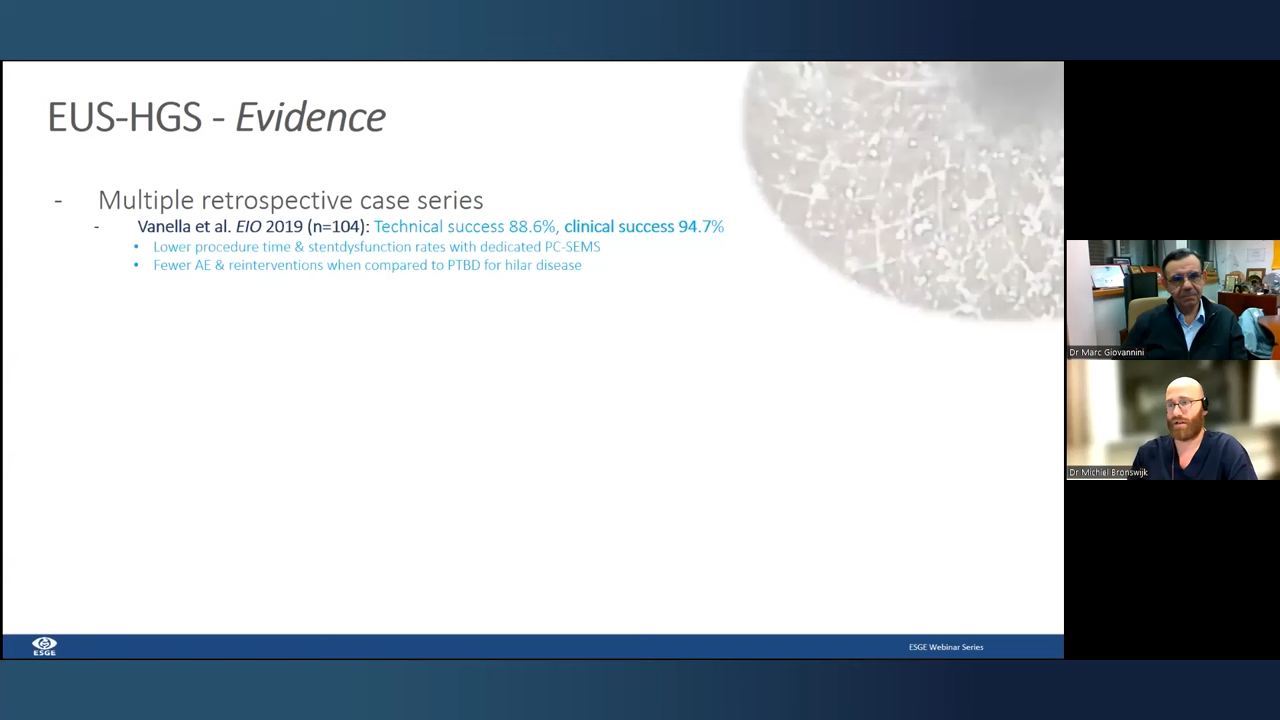 EUS-HGS - Evidence
- Multiple retrospective case series
- Vanella et al. EIO 2019 (n=104): Technical success 88.6%, clinical success 94.7%
• Lower procedure time & stentdysfunction rates with dedicated PC-SEMS
• Fewer AE & reinterventions when compared to PTBD for hilar disease
Dr Marc Giovannini
Dr Michiel Bronswijk
ESGE
ESGE Webinar Series